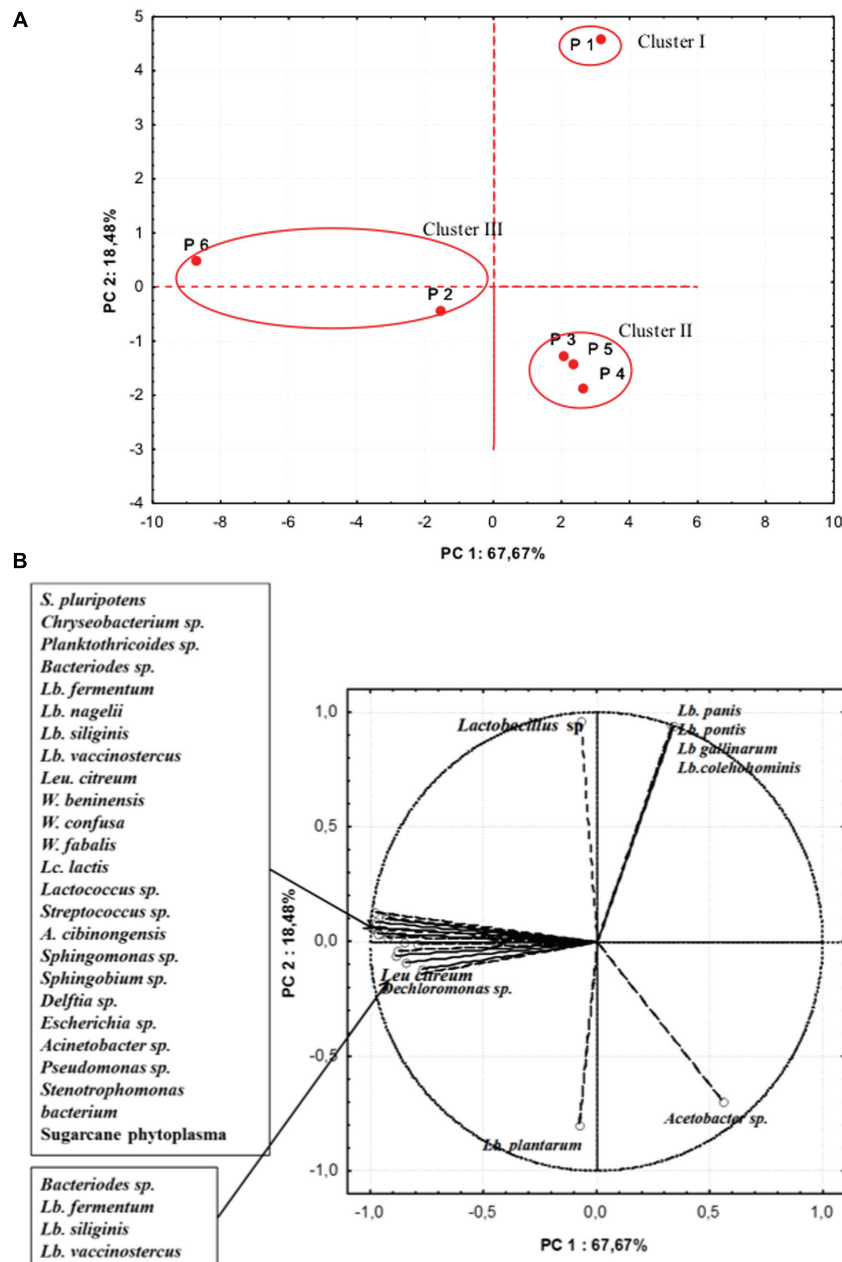 A
5
4
3
2
1
0
-1
-2
-3
-4
PC 2: 18,48%
P 1
Cluster I
Cluster III
P 6
P 2
Cluster II
P 3
P 5
P 4
-10 -8 -6 -4 -2 0 2 4 6 8 10
PC 1: 67,67%
B
S. pluripotens
Chryseobacterium sp.
Planktothricoides sp.
Bacteriodes sp.
Lb. fermentum
Lb. nagelii
Lb. siliginis
Lb. vaccinostercus
Leu. citreum
W. beninensis
W. confusa
W. fabalis
Lc. lactis
Lactococcus sp.
Streptococcus sp.
A. cibinongensis
Sphingomonas sp.
Sphingobium sp.
Delftia sp.
Escherichia sp.
Acinetobacter sp.
Pseudomonas sp.
Stenotrophomonas
bacterium
Sugarcane phytoplasma
Bacteriodes sp.
Lb. fermentum
Lb. siliginis
Lb. vaccinostercus
1,0
0,5
0,0
-0,5
-1,0
PC 2 : 18,48%
Lactobacillus sp
Lb. panis
Lb. pontis
Lb gallinarum
Lb.colehohominis
Leu citreum
Dechloromonas sp.
Lb. plantarum
Acetobacter sp.
-1,0 -0,5 0,0 0,5 1,0
PC 1 : 67,67%